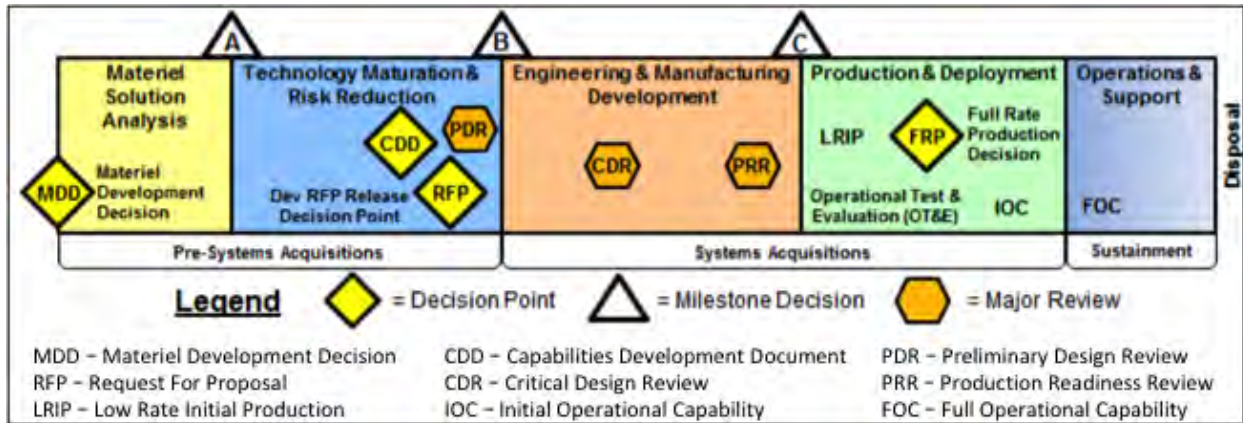 A
B
C
Materiel
Solution
Analysis
Technology Maturation &
Risk Reduction
Engineering & Manufacturing
Development
Production & Deployment
Operations &
Support
Disposal
MDD
Materiel
Development
Decision
CDD
PDR
Dev RFP Release
Decision Point
RFP
CDR
PRR
LRIP
FRP
Full Rate
Production
Decision
Operational Test &
Evaluation (OT&E)
IOC
FOC
Pre-Systems Acquisitions
Systems Acquisitions
Sustainment
Legend
= Decision Point
= Milestone Decision
= Major Review
MDD – Materiel Development Decision
CDD – Capabilities Development Document
PDR – Preliminary Design Review
RFP – Request For Proposal
CDR – Critical Design Review
PRR – Production Readiness Review
LRIP – Low Rate Initial Production
IOC – Initial Operational Capability
FOC – Full Operational Capability